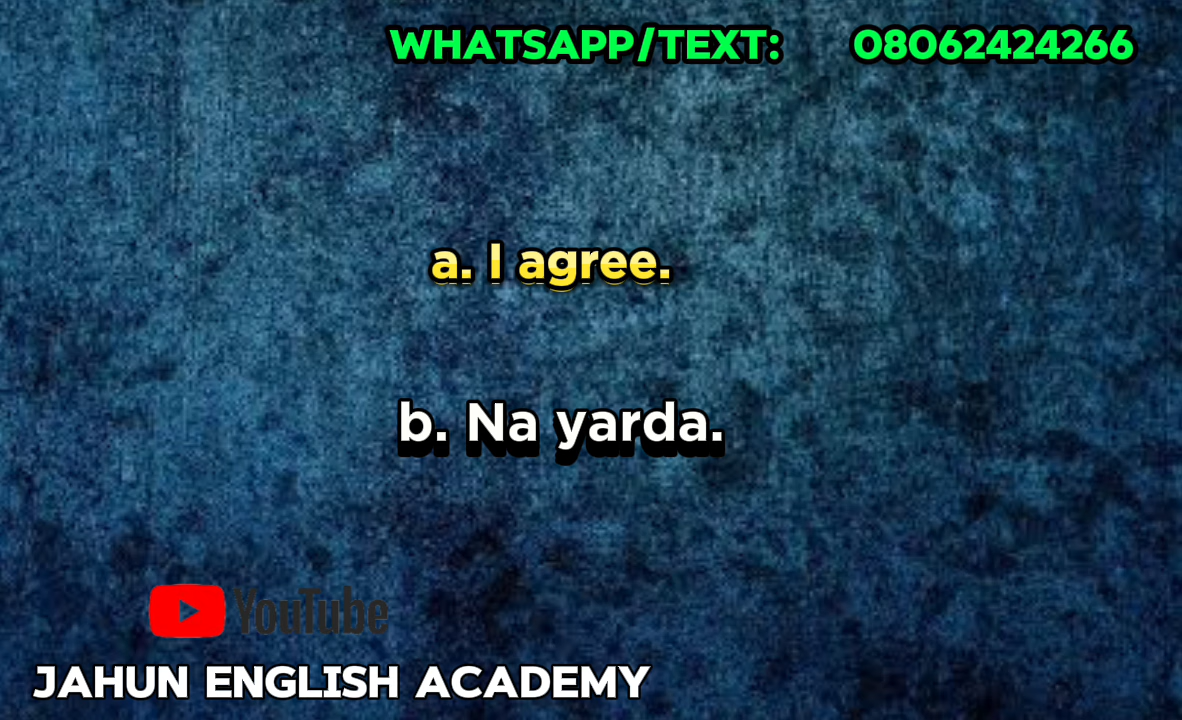 WHATSAPP/TEXT: 08062424266
a. I agree.
b. Na yarda.
YouTube
JAHUN ENGLISH ACADEMY